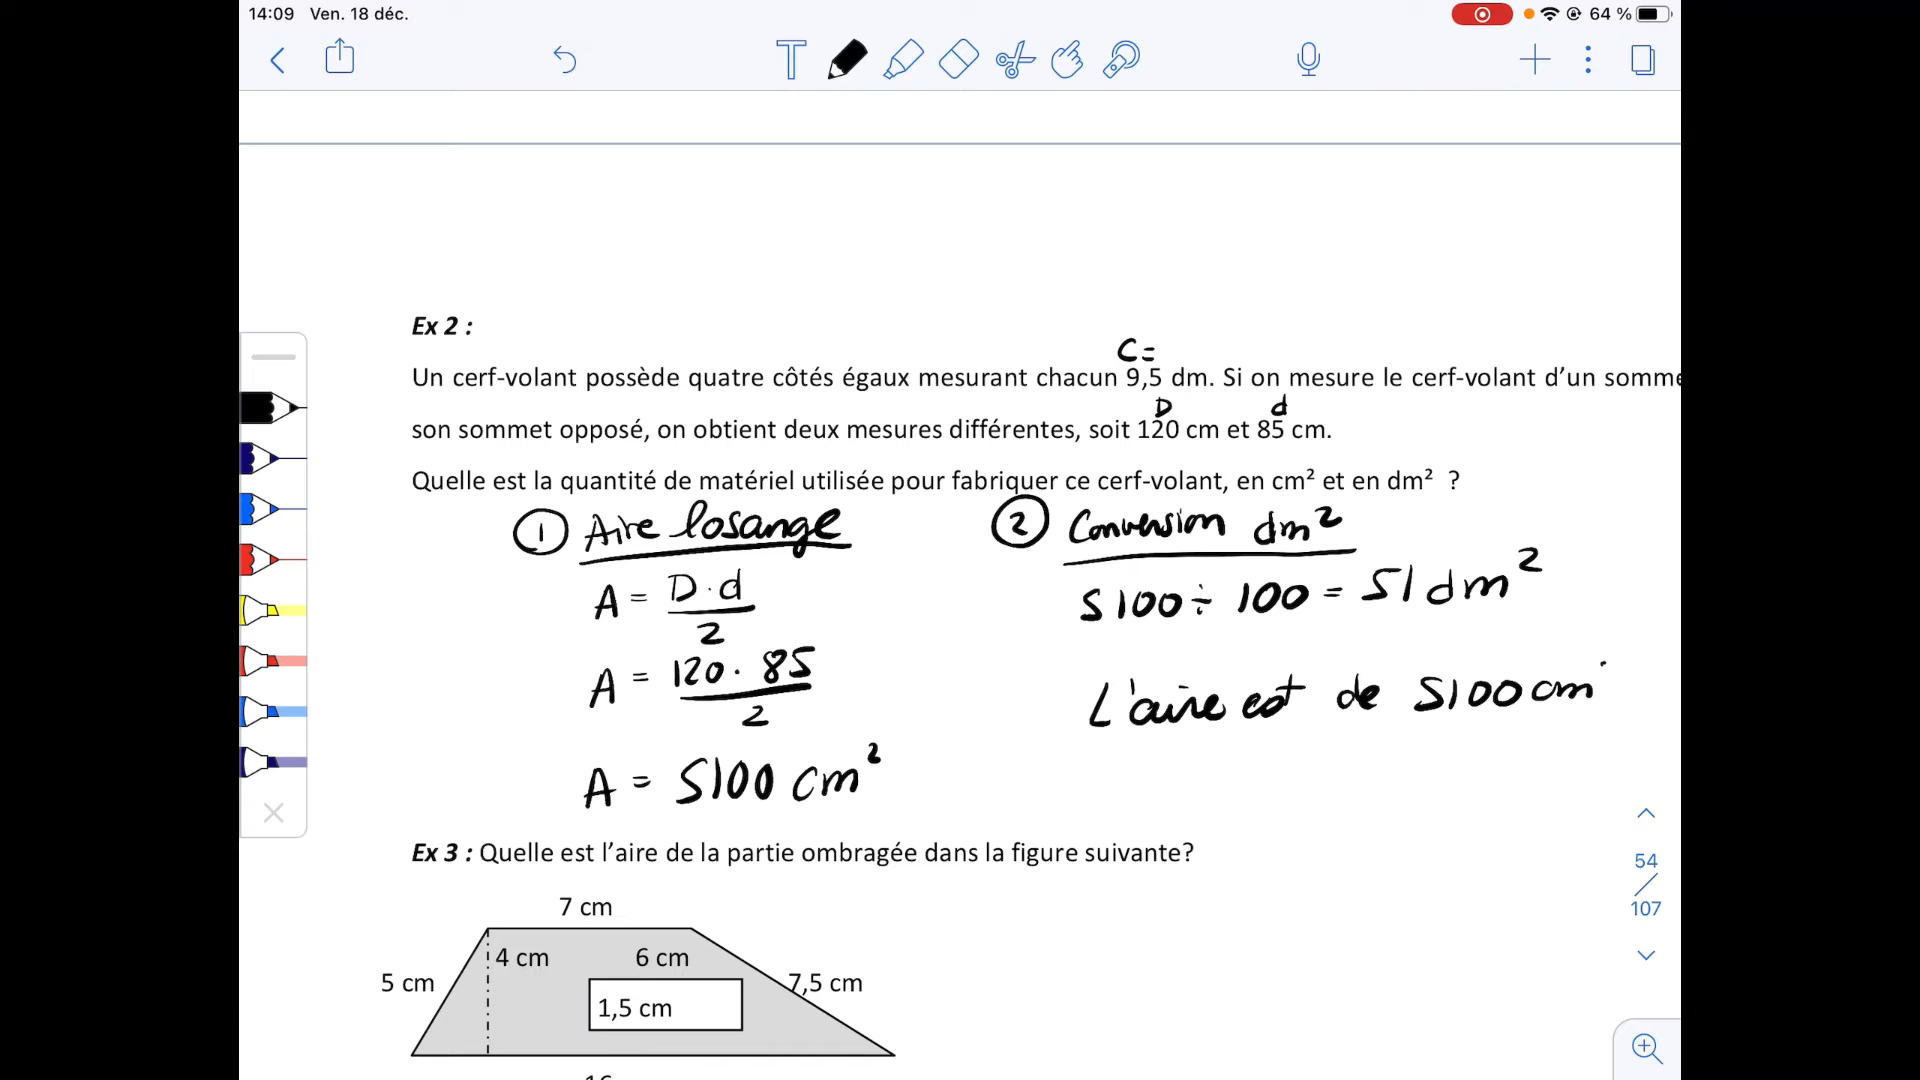 14:09 Ven. 18 déc.
64 %
T
Ex 2 :
C=
Un cerf-volant possède quatre côtés égaux mesurant chacun 9,5 dm. Si on mesure le cerf-volant d’un somme
D d
son sommet opposé, on obtient deux mesures différentes, soit 120 cm et 85 cm.
Quelle est la quantité de matériel utilisée pour fabriquer ce cerf-volant, en cm² et en dm² ?
1 Aire losange
A = D · d
2
A = 120 · 85
2
A = 5100 cm²
2 Conversion dm²
5100 ÷ 100 = 51 dm²
L'aire est de 5100 cm
54
107
Ex 3 : Quelle est l’aire de la partie ombragée dans la figure suivante?
7 cm
4 cm 6 cm
5 cm 7,5 cm
1,5 cm